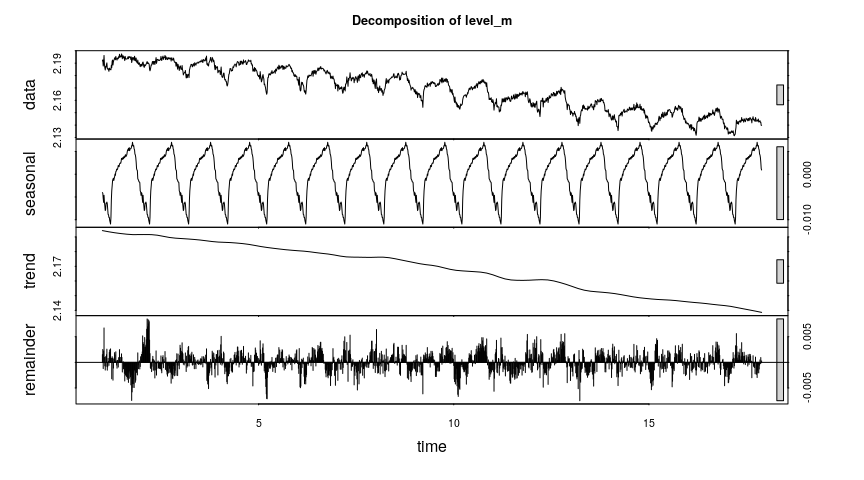 Decomposition of level_m
data
2.13 2.16 2.19
seasonal
-0.010 0.000
trend
2.14 2.17
remainder
-0.005 0.005
5 10 15
time